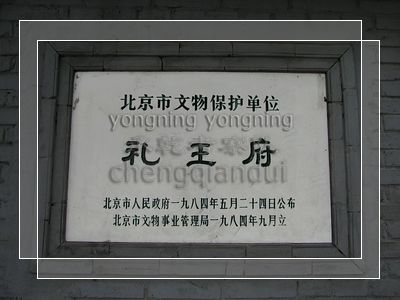 北京市文物保护单位
yongning yongning
礼王府
chengqiandui
北京市人民政府一九八四年五月二十四日公布
北京市文物事业管理局一九八四年九月立